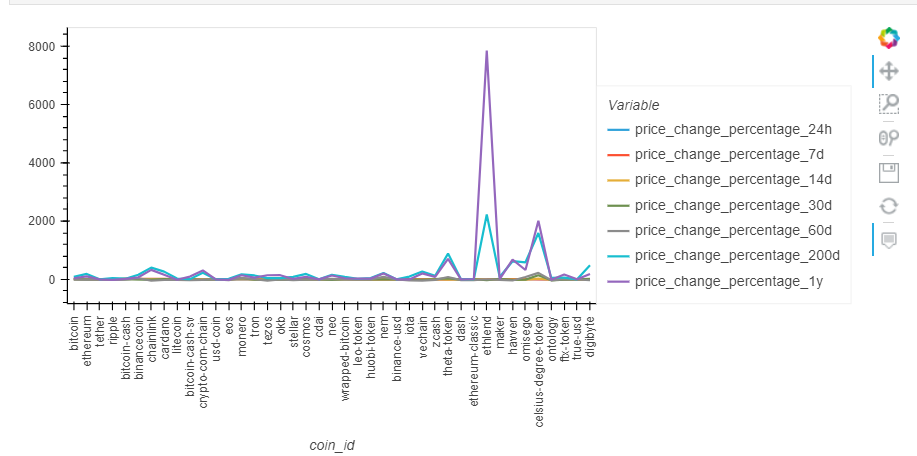 8000
6000
4000
2000
0
bitcoin
ethereum
tether
ripple
bitcoin-cash
binancecoin
chainlink
cardano
litecoin
bitcoin-cash-sv
crypto-com-chain
usd-coin
eos
monero
tron
tezos
okb
stellar
cosmos
cdai
neo
wrapped-bitcoin
leo-token
huobi-token
nem
binance-usd
iota
vechain
zcash
theta-token
dash
ethereum-classic
ethlend
maker
havven
omisego
celsius-degree-token
ontology
ftx-token
true-usd
digibyte
coin_id
Variable
price_change_percentage_24h
price_change_percentage_7d
price_change_percentage_14d
price_change_percentage_30d
price_change_percentage_60d
price_change_percentage_200d
price_change_percentage_1y